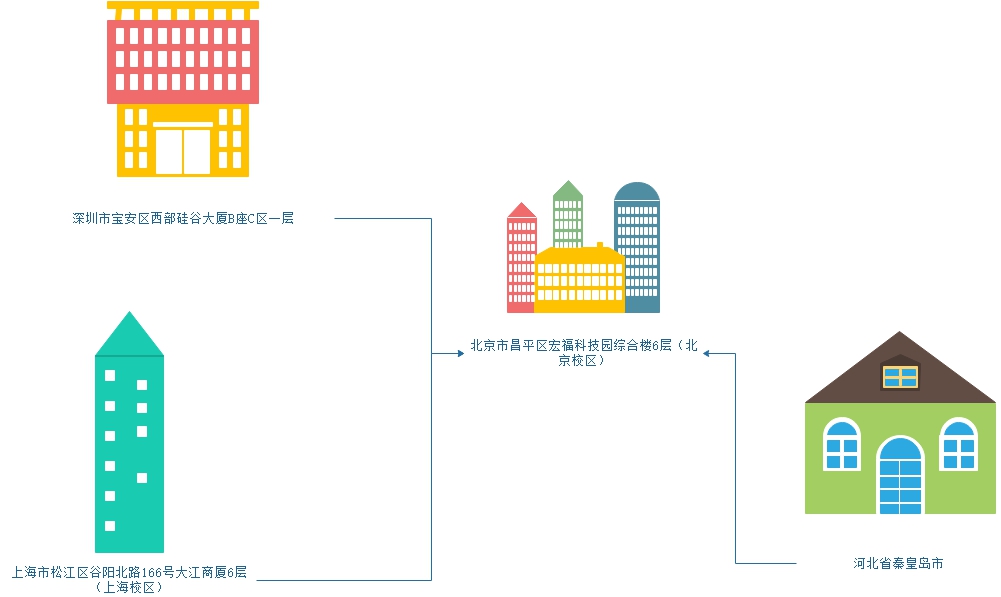 深圳市宝安区西部硅谷大厦B座C区一层
北京市昌平区宏福科技园综合楼6层（北
京校区）
上海市松江区谷阳北路166号大江商厦6层
（上海校区）
河北省秦皇岛市